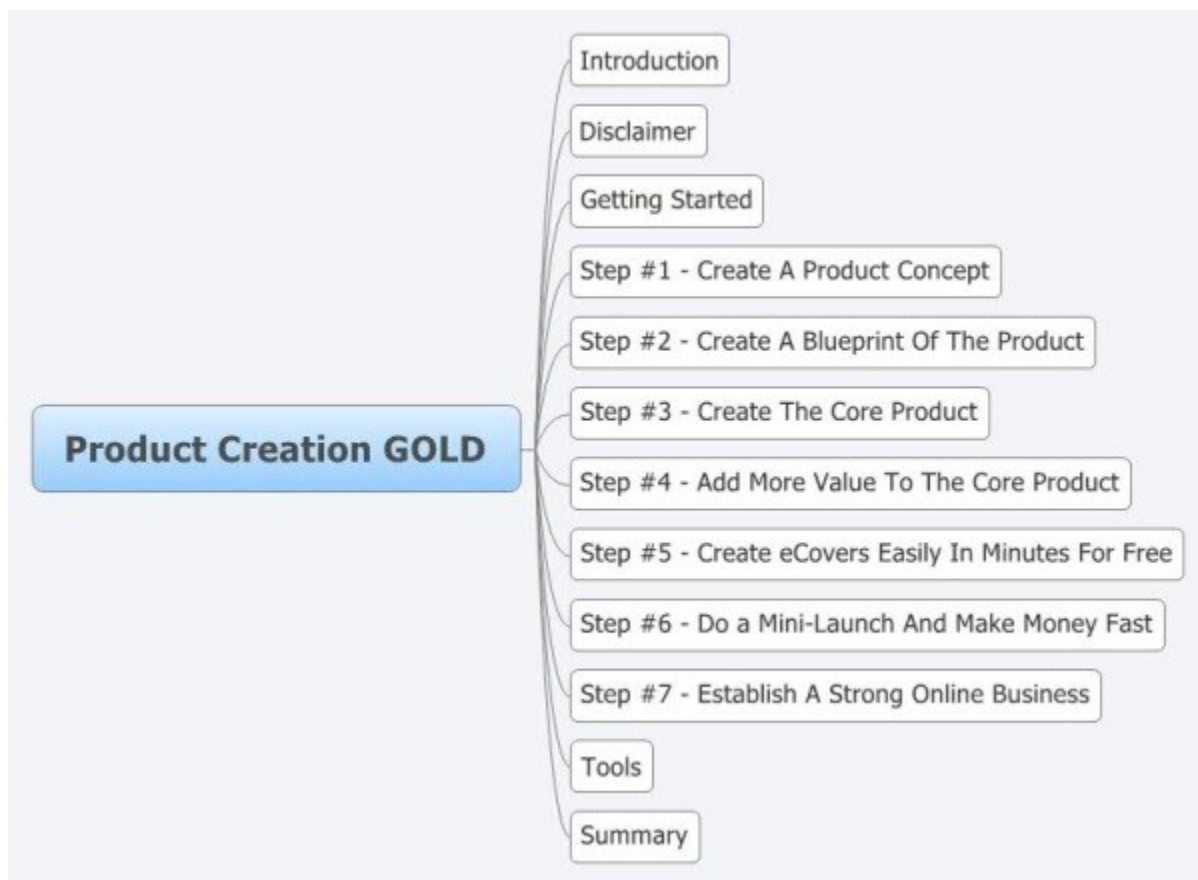 Introduction
Disclaimer
Getting Started
Step #1 - Create A Product Concept
Step #2 - Create A Blueprint Of The Product
Step #3 - Create The Core Product
Product Creation GOLD
Step #4 - Add More Value To The Core Product
Step #5 - Create eCovers Easily In Minutes For Free
Step #6 - Do a Mini-Launch And Make Money Fast
Step #7 - Establish A Strong Online Business
Tools
Summary